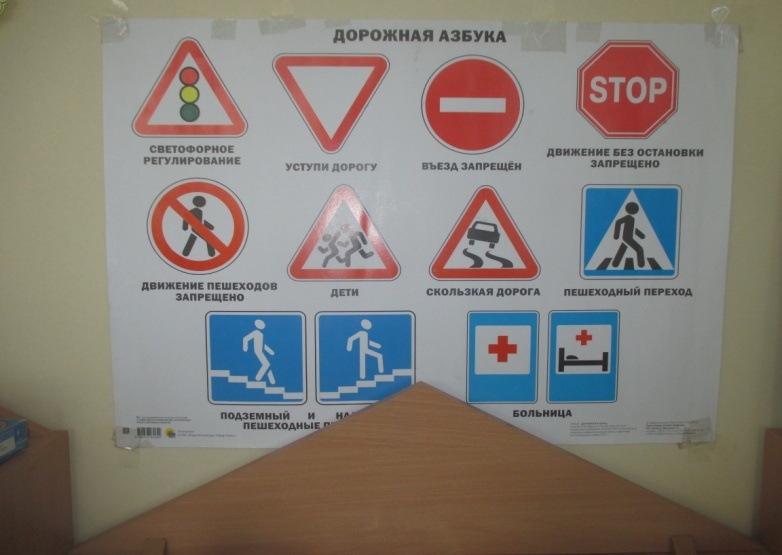 ДОРОЖНАЯ АЗБУКА
STOP
СВЕТОФОРНОЕ
РЕГУЛИРОВАНИЕ
УСТУПИ ДОРОГУ
ВЪЕЗД ЗАПРЕЩЁН
ДВИЖЕНИЕ БЕЗ ОСТАНОВКИ
ЗАПРЕЩЕНО
ДВИЖЕНИЕ ПЕШЕХОДОВ
ЗАПРЕЩЕНО
ДЕТИ
СКОЛЬЗКАЯ ДОРОГА
ПЕШЕХОДНЫЙ ПЕРЕХОД
ПОДЗЕМНЫЙ И
ПЕШЕХОДНЫЕ
БОЛЬНИЦА